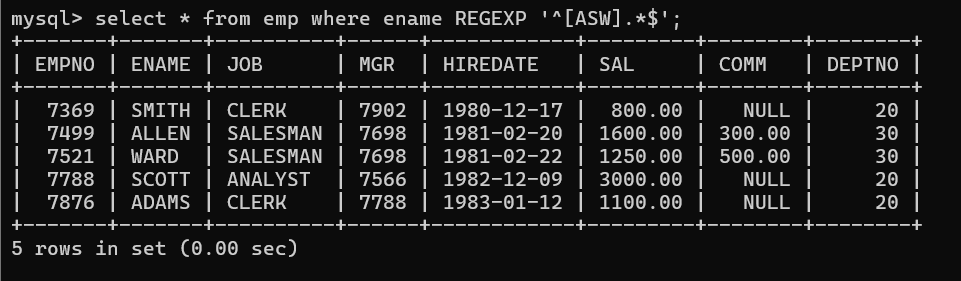 mysql> select * from emp where ename REGEXP '^[ASW].*$';
+-------+-------+----------+------+------------+---------+--------+--------+
| EMPNO | ENAME | JOB      | MGR  | HIREDATE   | SAL     | COMM   | DEPTNO |
+-------+-------+----------+------+------------+---------+--------+--------+
|  7369 | SMITH | CLERK    | 7902 | 1980-12-17 |  800.00 |   NULL |     20 |
|  7499 | ALLEN | SALESMAN | 7698 | 1981-02-20 | 1600.00 | 300.00 |     30 |
|  7521 | WARD  | SALESMAN | 7698 | 1981-02-22 | 1250.00 | 500.00 |     30 |
|  7788 | SCOTT | ANALYST  | 7566 | 1982-12-09 | 3000.00 |   NULL |     20 |
|  7876 | ADAMS | CLERK    | 7788 | 1983-01-12 | 1100.00 |   NULL |     20 |
+-------+-------+----------+------+------------+---------+--------+--------+
5 rows in set (0.00 sec)